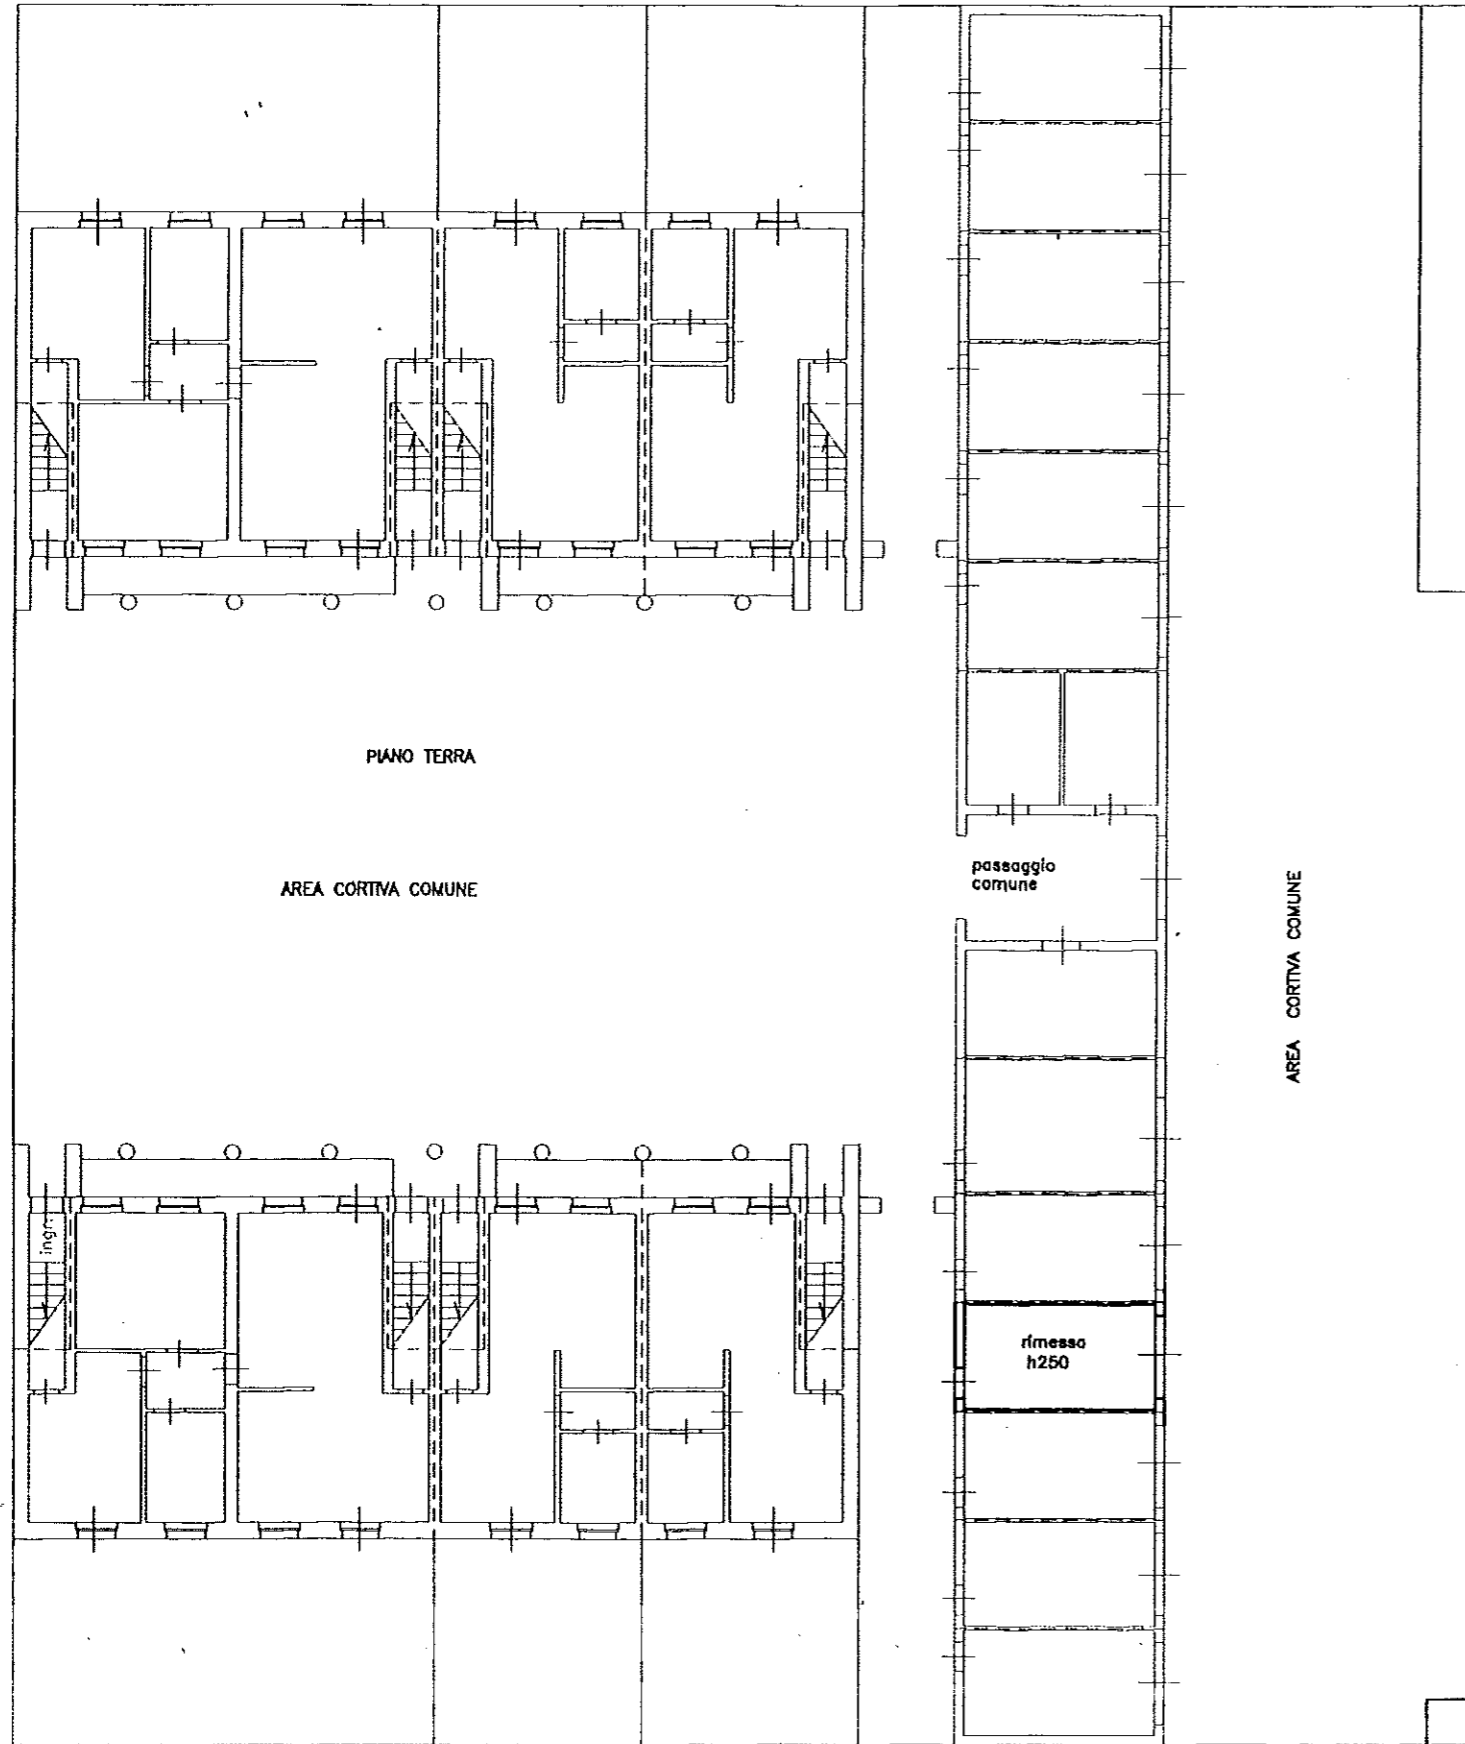 PIANO TERRA
AREA CORTIVA COMUNE
passaggio
comune
AREA CORTIVA COMUNE
ingr.
rimessa
h250